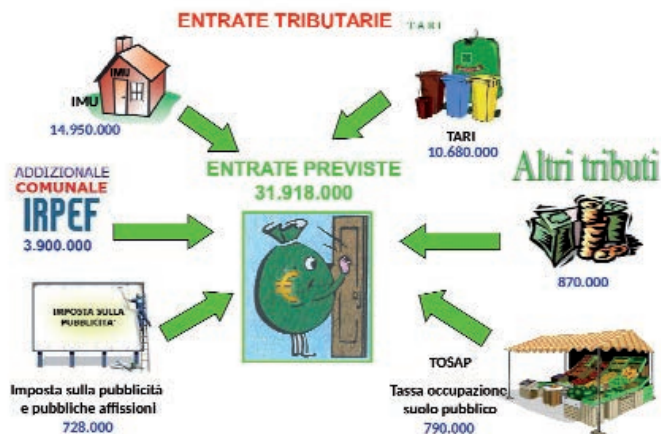 ENTRATE TRIBUTARIE TARI
IMU
IMU
14.950.000
TARI
10.680.000
ENTRATE PREVISTE
31.918.000
ADDIZIONALE
COMUNALE
IRPEF
3.900.000
Altri tributi
870.000
IMPOSTA SULLA
PUBBLICITA'
Imposta sulla pubblicità
e pubbliche affissioni
728.000
TOSAP
Tassa occupazione
suolo pubblico
790.000